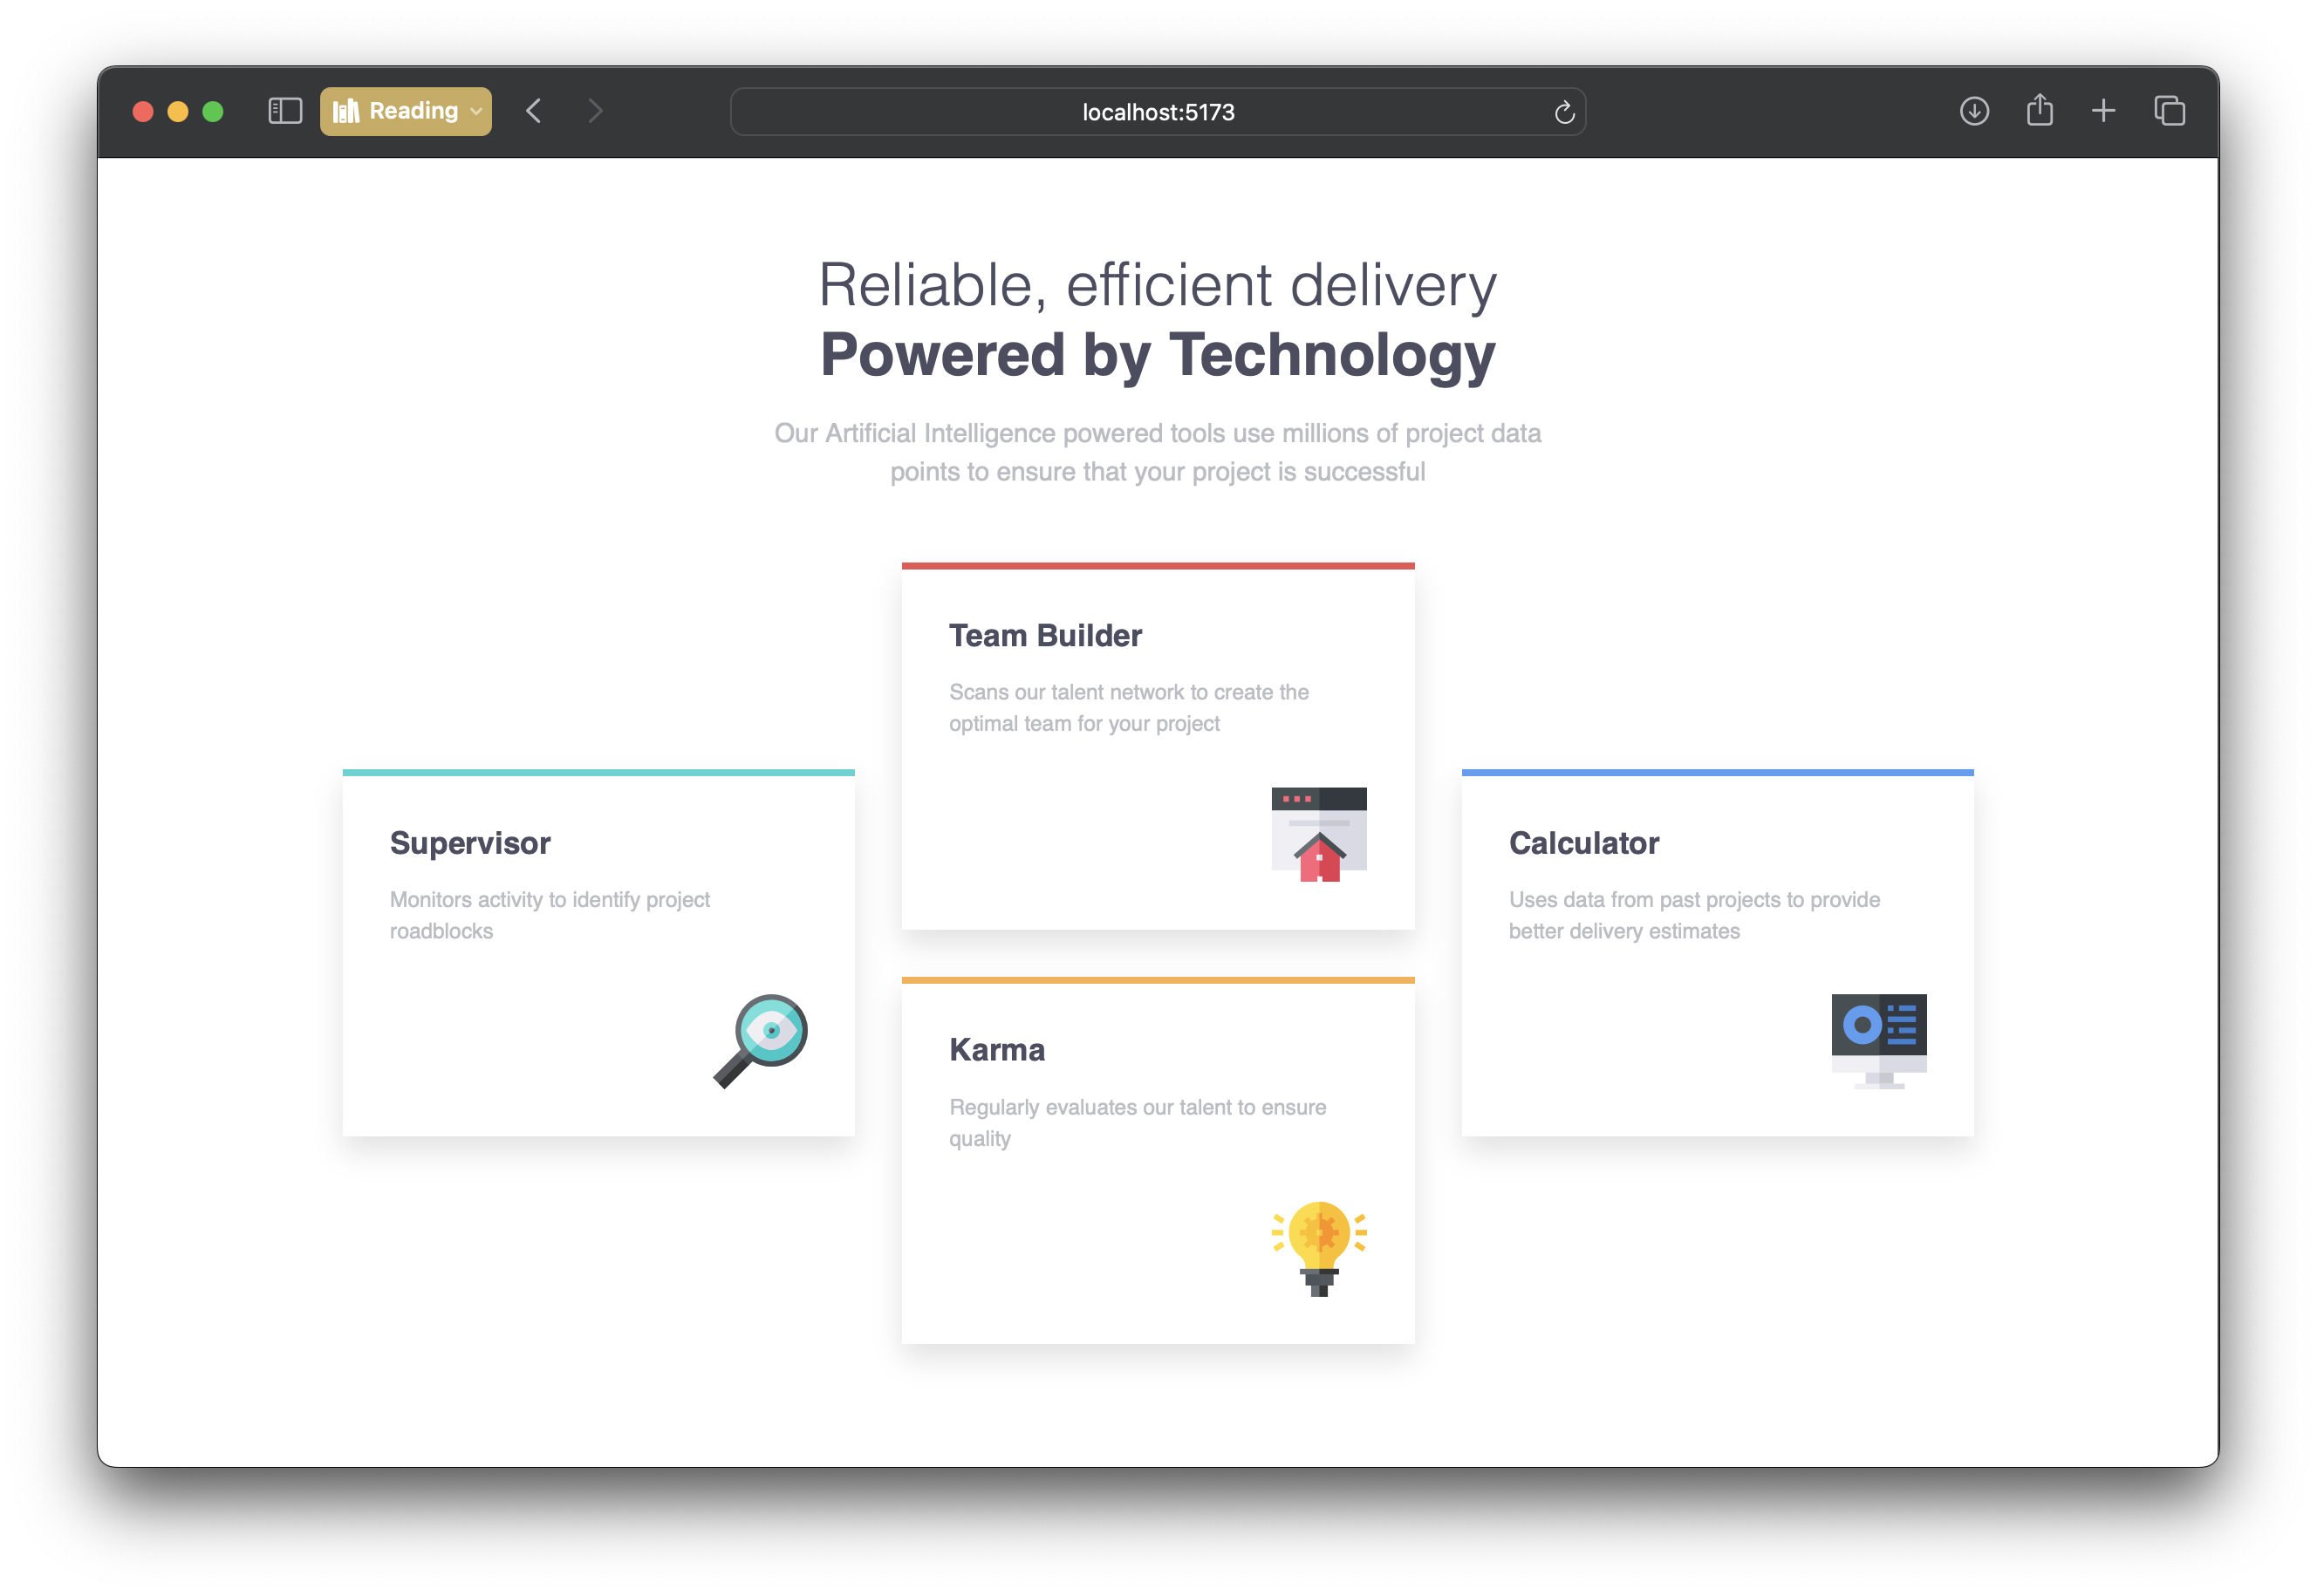 Reading
localhost:5173
Reliable, efficient delivery
Powered by Technology
Our Artificial Intelligence powered tools use millions of project data
points to ensure that your project is successful
Team Builder
Scans our talent network to create the
optimal team for your project
Supervisor
Monitors activity to identify project
roadblocks
Calculator
Uses data from past projects to provide
better delivery estimates
Karma
Regularly evaluates our talent to ensure
quality